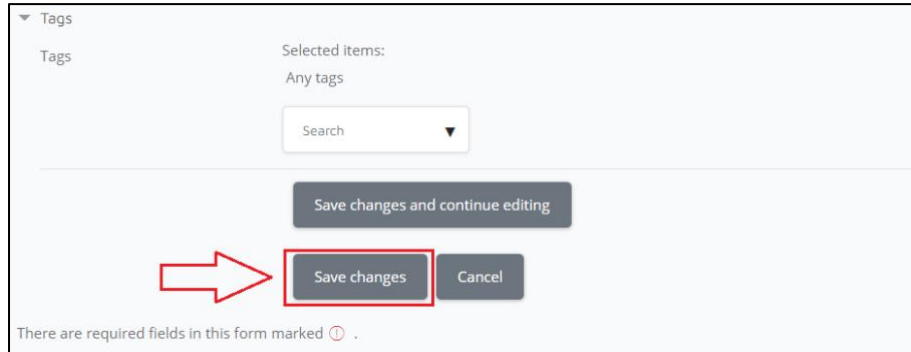 Tags
Tags
Selected items:
Any tags
Search
Save changes and continue editing
Save changes
Cancel
There are required fields in this form marked .